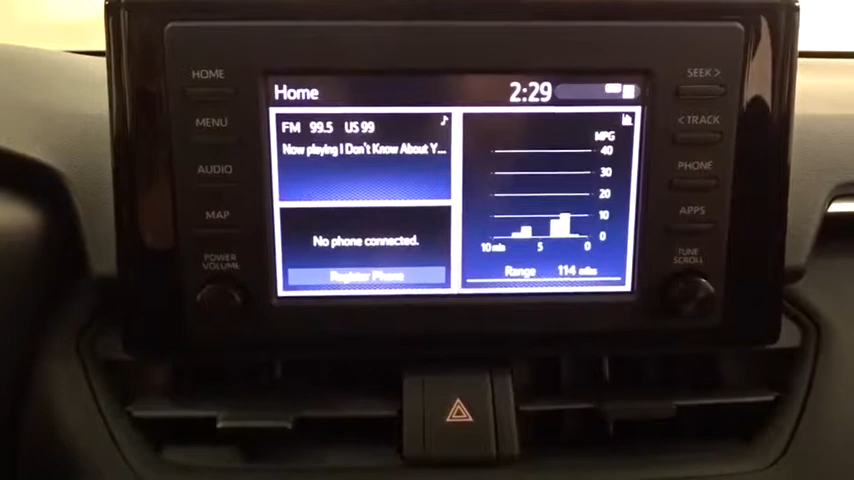 HOME
MENU
AUDIO
MAP
POWER
VOLUME
Home
2:29
FM 99.5 US 99
Now playing I Don't Know About Y...
No phone connected.
Register Phone
MPG
40
30
20
10
0
10 min 5 0
Range 114 miles
SEEK >
< TRACK
PHONE
APPS
TUNE
SCROLL